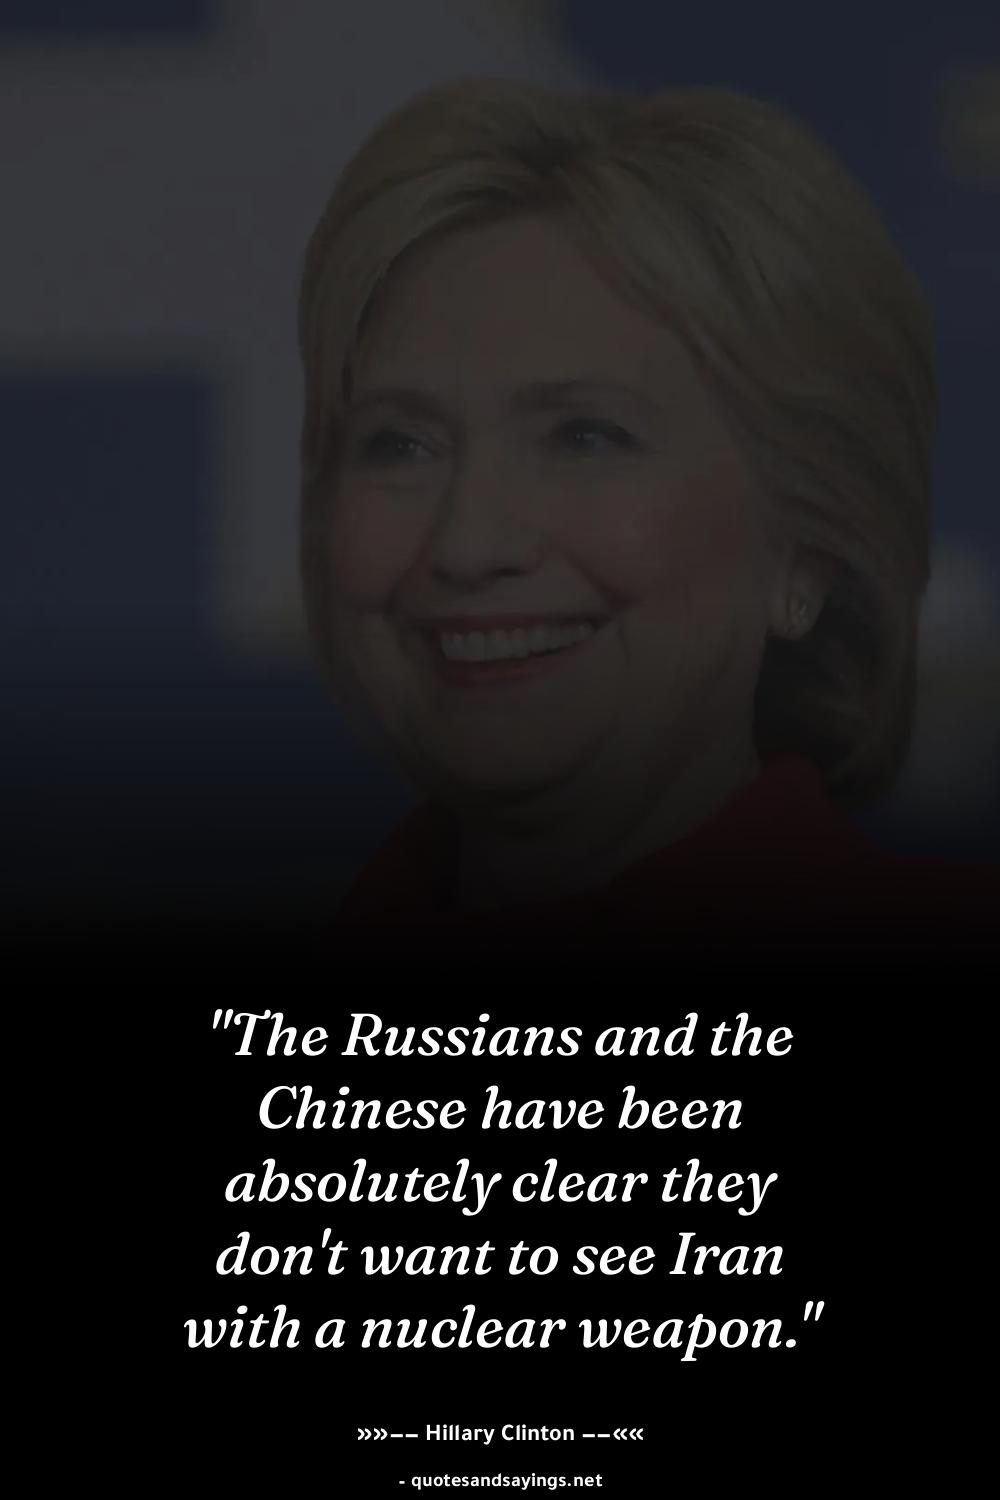 "The Russians and the
Chinese have been
absolutely clear they
don't want to see Iran
with a nuclear weapon."
»»−− Hillary Clinton −−««
- quotesandsayings.net